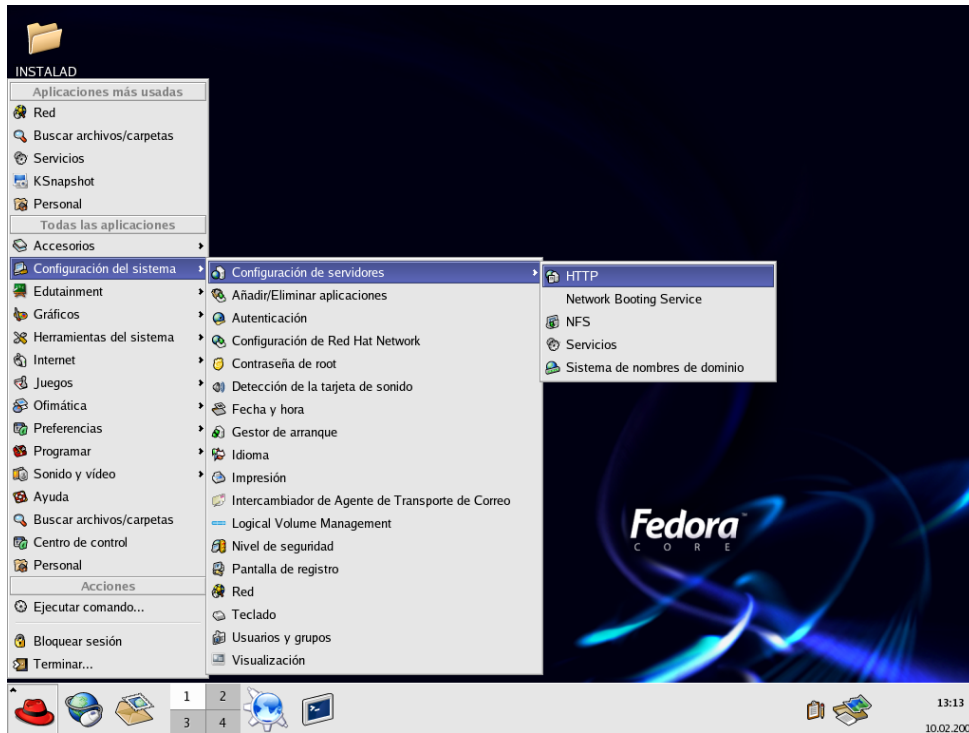 INSTALAD
Aplicaciones más usadas
Red
Buscar archivos/carpetas
Servicios
KSnapshot
Personal
Todas las aplicaciones
Accesorios
Configuración del sistema
Edutainment
Gráficos
Herramientas del sistema
Internet
Juegos
Ofimática
Preferencias
Programar
Sonido y vídeo
Ayuda
Buscar archivos/carpetas
Centro de control
Personal
Acciones
Ejecutar comando...
Bloquear sesión
Terminar...
Configuración de servidores
Añadir/Eliminar aplicaciones
Autenticación
Configuración de Red Hat Network
Contraseña de root
Detección de la tarjeta de sonido
Fecha y hora
Gestor de arranque
Idioma
Impresión
Intercambiador de Agente de Transporte de Correo
Logical Volume Management
Nivel de seguridad
Pantalla de registro
Red
Teclado
Usuarios y grupos
Visualización
HTTP
Network Booting Service
NFS
Servicios
Sistema de nombres de dominio
Fedora™
CORE
1 2
3 4
13:13
10.02.200